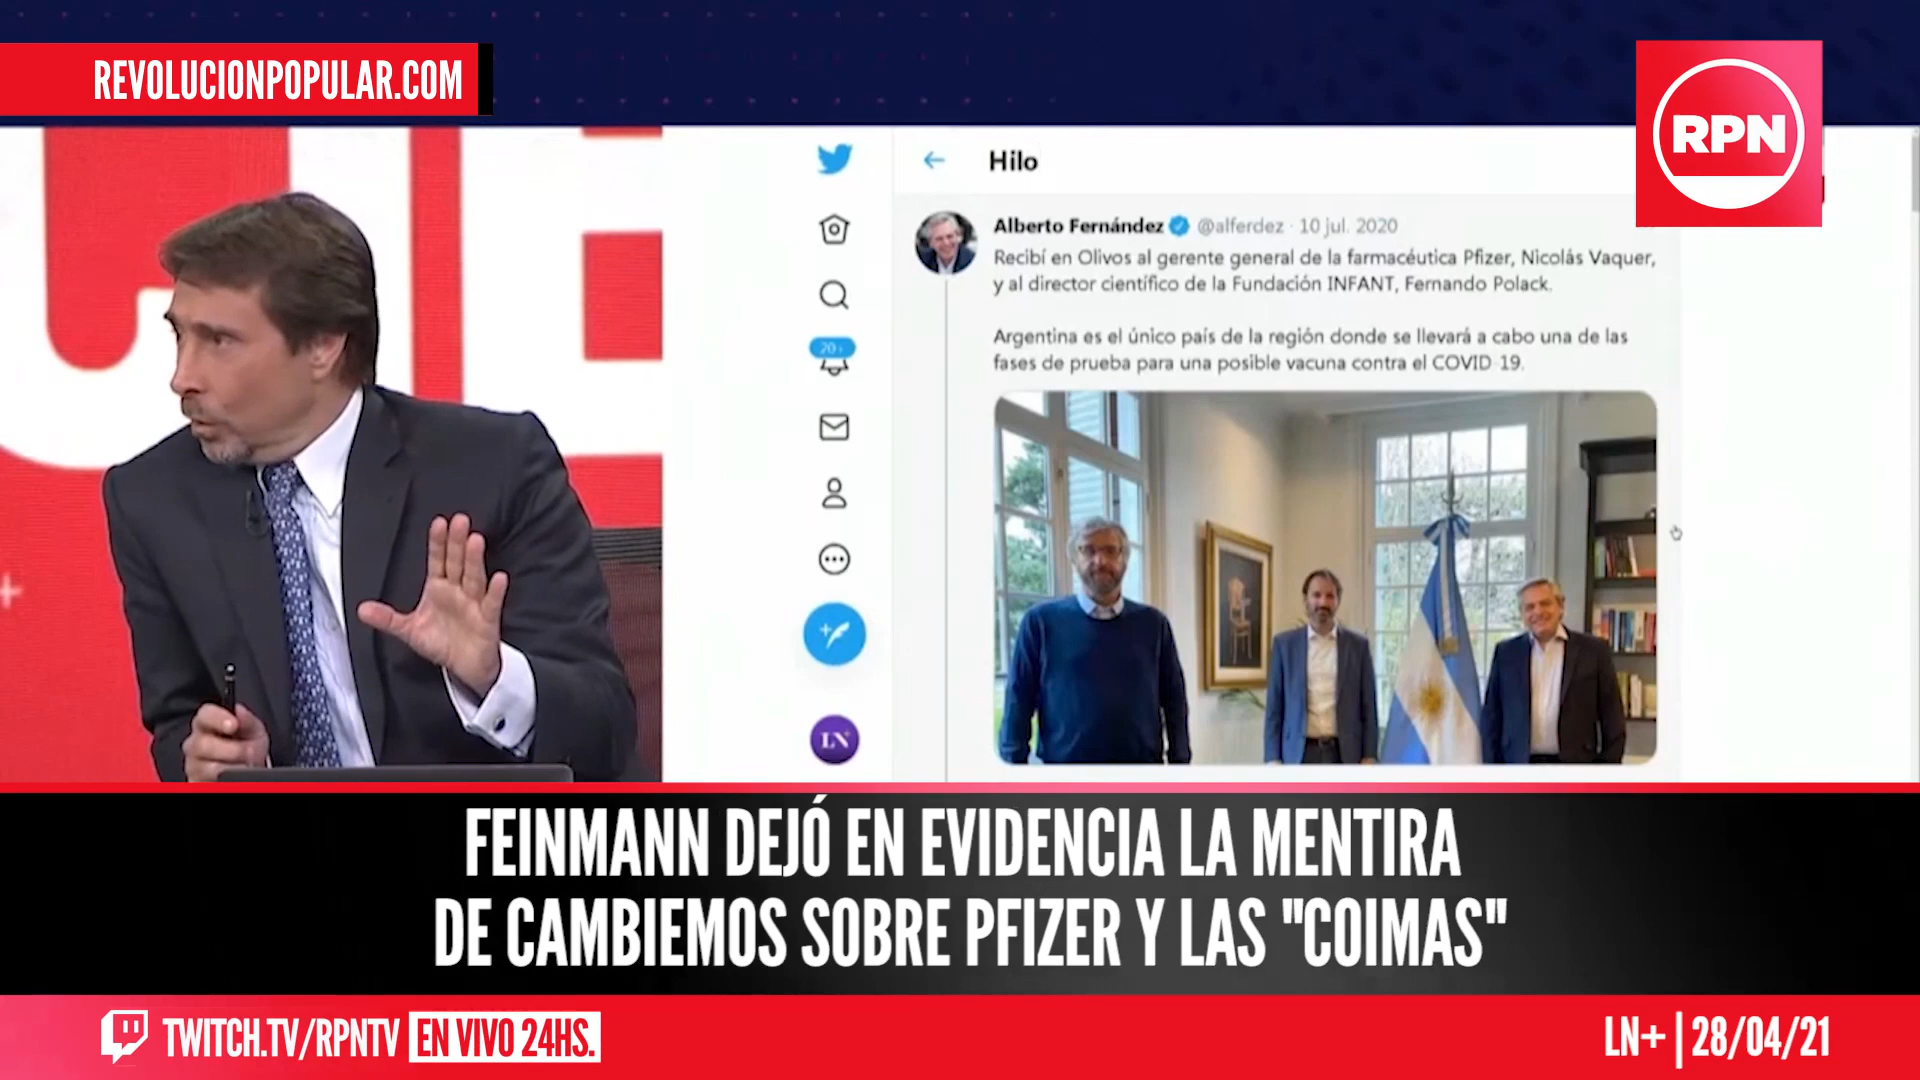 REVOLUCIONPOPULAR.COM
RPN
Hilo
Alberto Fernández @alferdez · 10 jul. 2020
Recibí en Olivos al gerente general de la farmacéutica Pfizer, Nicolás Vaquer,
y al director científico de la Fundación INFANT, Fernando Polack.
Argentina es el único país de la región donde se llevará a cabo una de las
fases de prueba para una posible vacuna contra el COVID-19.
20+
LN
FEINMANN DEJÓ EN EVIDENCIA LA MENTIRA
DE CAMBIEMOS SOBRE PFIZER Y LAS "COIMAS"
TWITCH.TV/RPNTV EN VIVO 24HS.
LN+ | 28/04/21